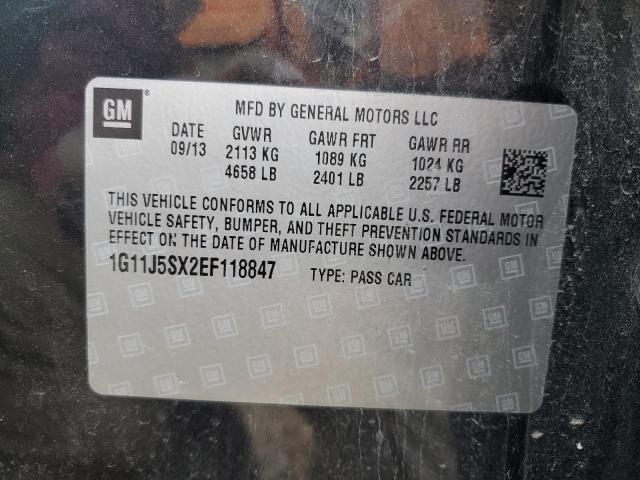 GM ® MFD BY GENERAL MOTORS LLC
DATE GVWR GAWR FRT GAWR RR
09/13 2113 KG 1089 KG 1024 KG
4658 LB 2401 LB 2257 LB
THIS VEHICLE CONFORMS TO ALL APPLICABLE U.S. FEDERAL MOTOR
VEHICLE SAFETY, BUMPER, AND THEFT PREVENTION STANDARDS IN
EFFECT ON THE DATE OF MANUFACTURE SHOWN ABOVE.
1G11J5SX2EF118847 TYPE: PASS CAR